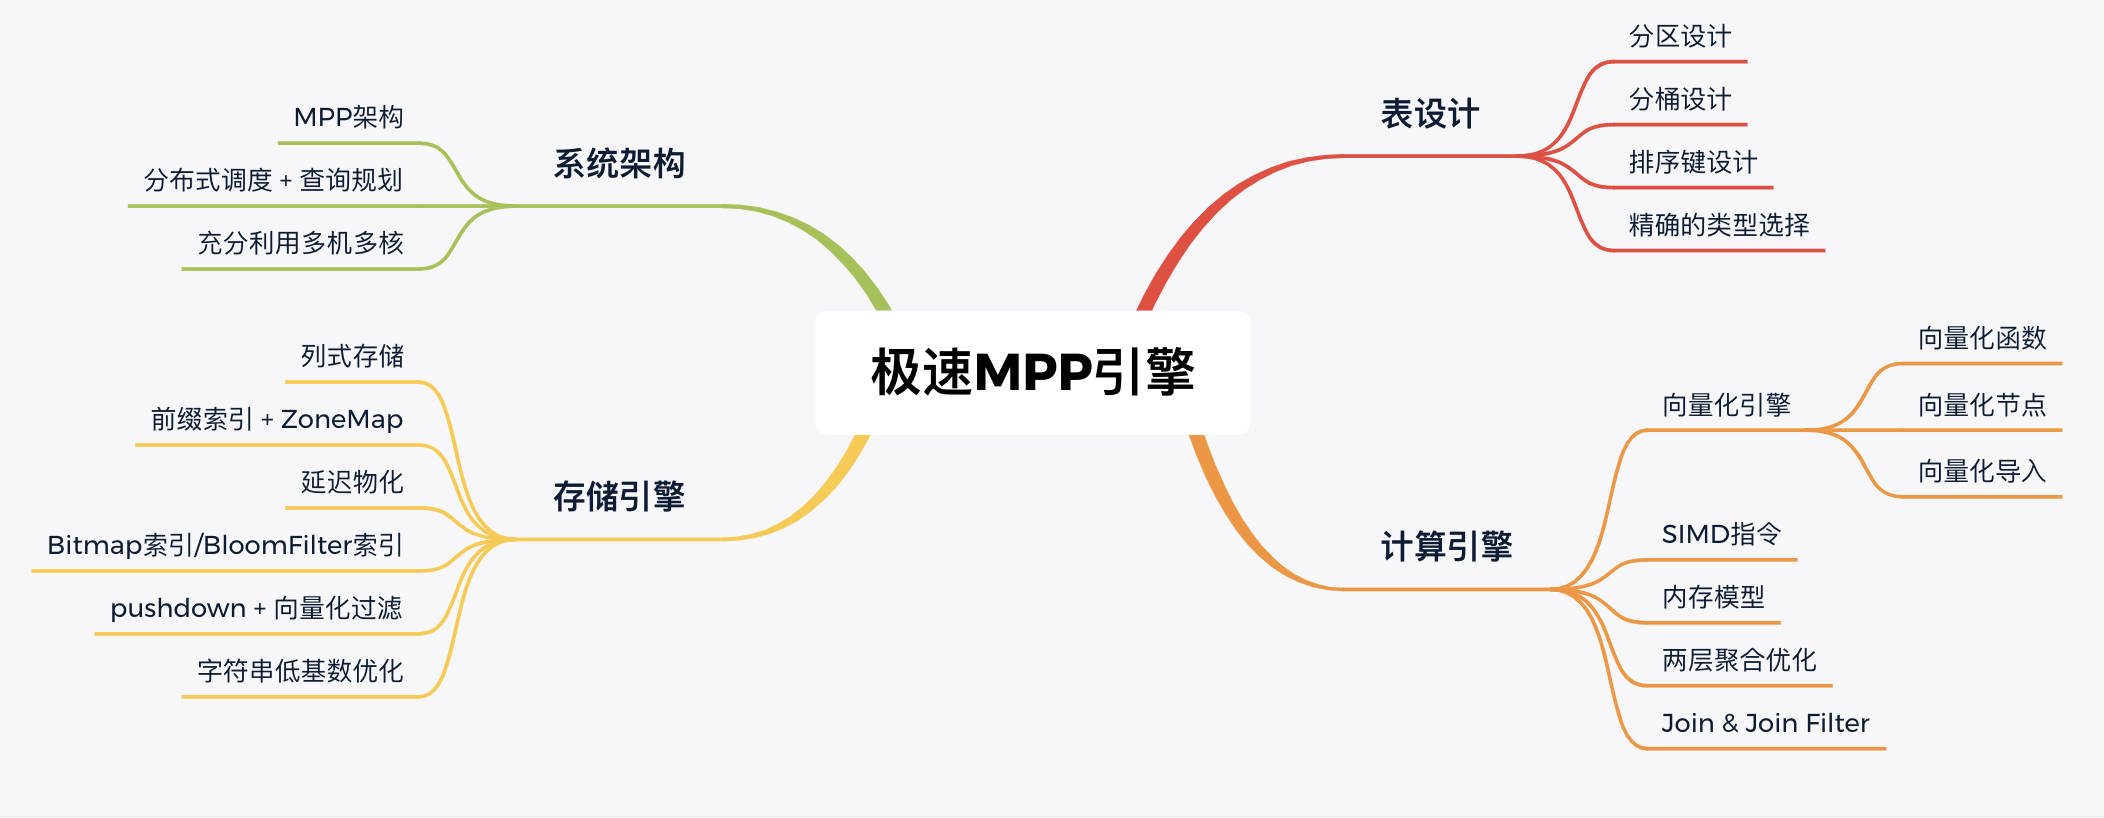 极速MPP引擎
系统架构
MPP架构
分布式调度 + 查询规划
充分利用多机多核
存储引擎
列式存储
前缀索引 + ZoneMap
延迟物化
Bitmap索引/BloomFilter索引
pushdown + 向量化过滤
字符串低基数优化
表设计
分区设计
分桶设计
排序键设计
精确的类型选择
计算引擎
向量化引擎
向量化函数
向量化节点
向量化导入
SIMD指令
内存模型
两层聚合优化
Join & Join Filter